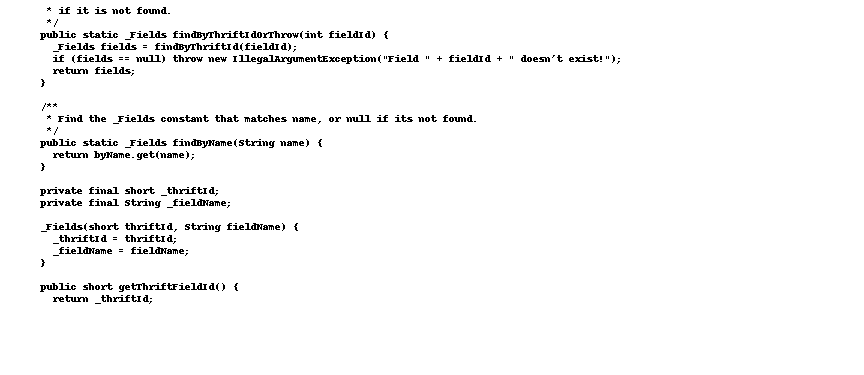 * if it is not found.
 */
public static _Fields findByThriftIdOrThrow(int fieldId) {
  _Fields fields = findByThriftId(fieldId);
  if (fields == null) throw new IllegalArgumentException("Field " + fieldId + " doesn't exist!");
  return fields;
}

/**
 * Find the _Fields constant that matches name, or null if its not found.
 */
public static _Fields findByName(String name) {
  return byName.get(name);
}

private final short _thriftId;
private final String _fieldName;

_Fields(short thriftId, String fieldName) {
  _thriftId = thriftId;
  _fieldName = fieldName;
}

public short getThriftFieldId() {
  return _thriftId;